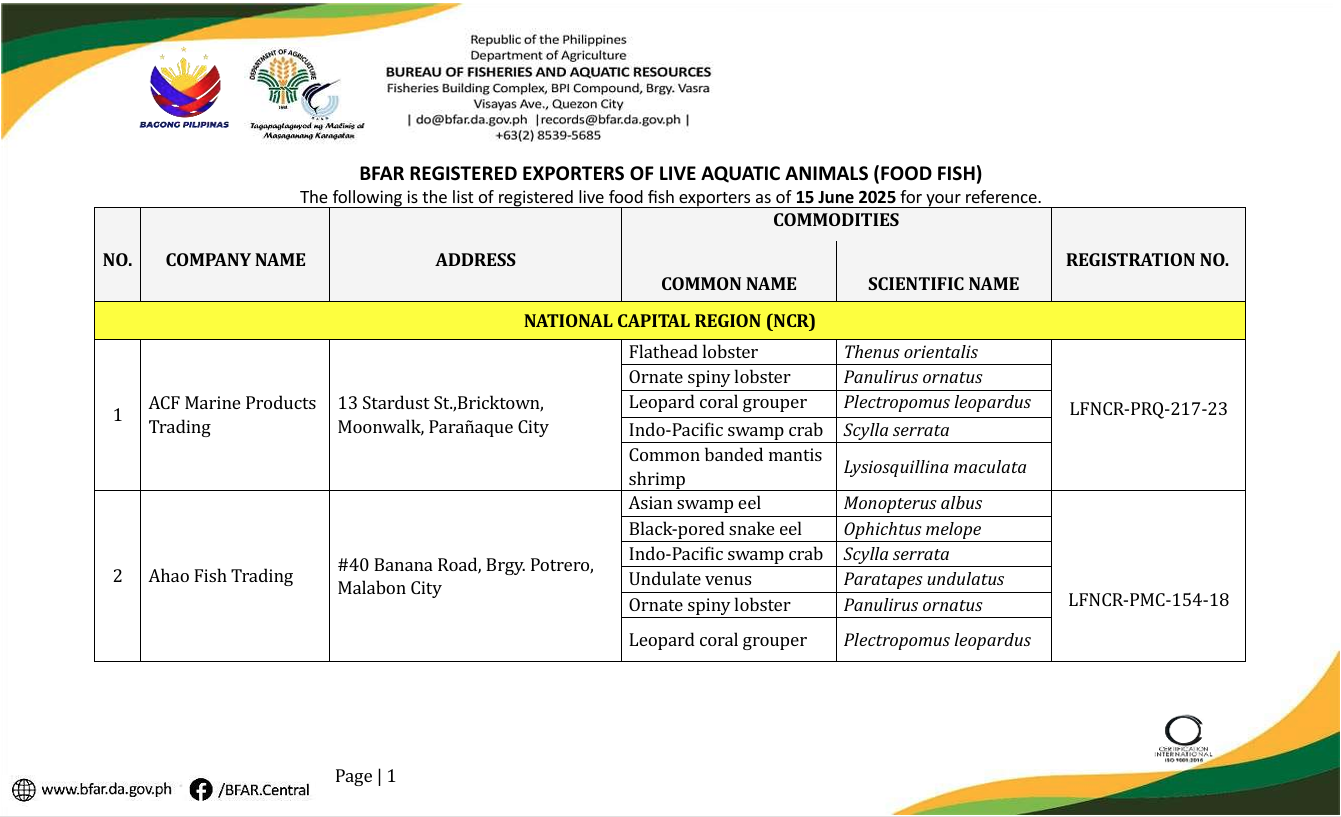 Republic of the Philippines
Department of Agriculture
BUREAU OF FISHERIES AND AQUATIC RESOURCES
Fisheries Building Complex, BPI Compound, Brgy. Vasra
Visayas Ave., Quezon City
| do@bfar.da.gov.ph |records@bfar.da.gov.ph |
+63(2) 8539-5685
BAGONG PILIPINAS
DEPARTMENT OF AGRICULTURE
1898
Tagapagtaguyod ng Malinis at
Masaganang Karagatan
BFAR REGISTERED EXPORTERS OF LIVE AQUATIC ANIMALS (FOOD FISH)
The following is the list of registered live food fish exporters as of 15 June 2025 for your reference.
NO.
COMPANY NAME
ADDRESS
COMMODITIES
COMMON NAME
SCIENTIFIC NAME
REGISTRATION NO.
NATIONAL CAPITAL REGION (NCR)
1
ACF Marine Products
Trading
13 Stardust St.,Bricktown,
Moonwalk, Parañaque City
Flathead lobster
Thenus orientalis
Ornate spiny lobster
Panulirus ornatus
Leopard coral grouper
Plectropomus leopardus
Indo-Pacific swamp crab
Scylla serrata
Common banded mantis
shrimp
Lysiosquillina maculata
LFNCR-PRQ-217-23
2
Ahao Fish Trading
#40 Banana Road, Brgy. Potrero,
Malabon City
Asian swamp eel
Monopterus albus
Black-pored snake eel
Ophichtus melope
Indo-Pacific swamp crab
Scylla serrata
Undulate venus
Paratapes undulatus
Ornate spiny lobster
Panulirus ornatus
Leopard coral grouper
Plectropomus leopardus
LFNCR-PMC-154-18
CERTIFICATION
INTERNATIONAL
ISO 9001:2015
www.bfar.da.gov.ph
/BFAR.Central
Page | 1